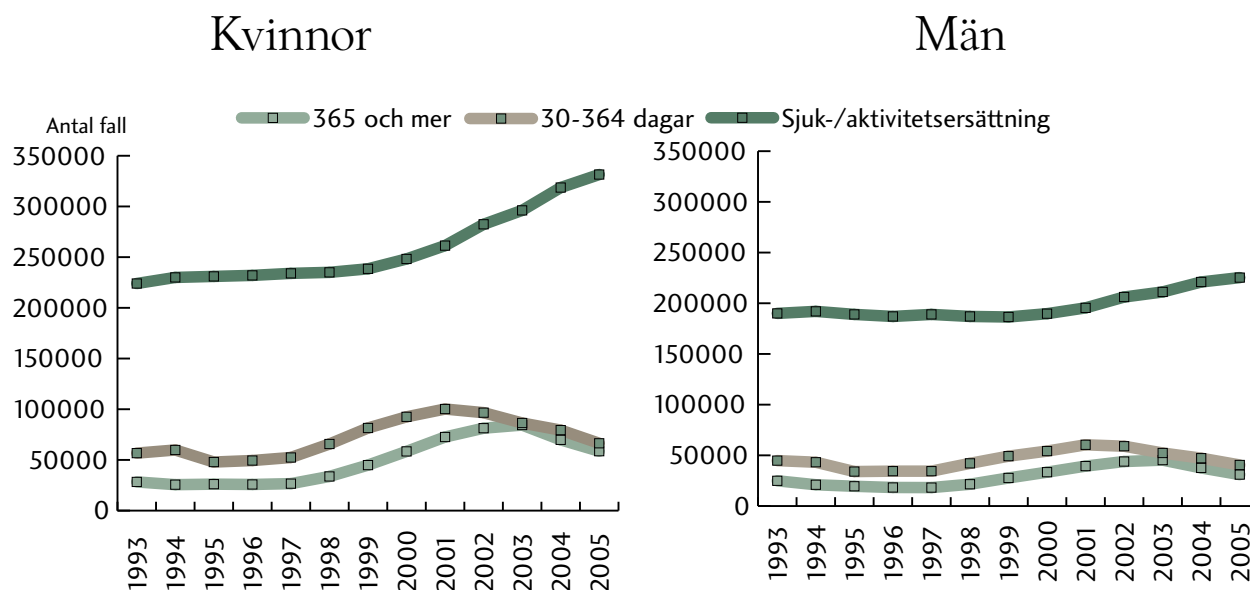 Kvinnor
Män
365 och mer 30-364 dagar Sjuk-/aktivitetsersättning
Antal fall
350000
300000
250000
200000
150000
100000
50000
0
1993 1994 1995 1996 1997 1998 1999 2000 2001 2002 2003 2004 2005
350000
300000
250000
200000
150000
100000
50000
0
1993 1994 1995 1996 1997 1998 1999 2000 2001 2002 2003 2004 2005